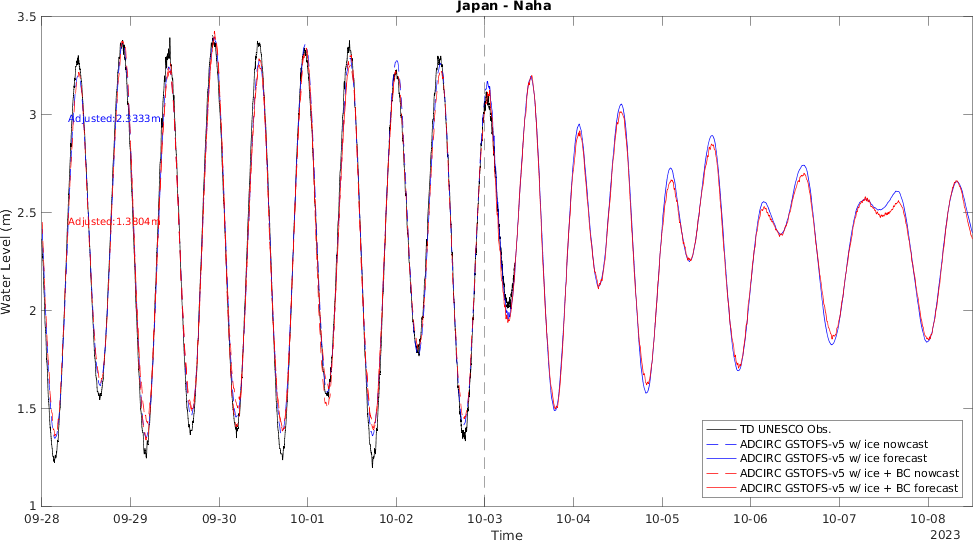 Japan - Naha
3.5
3
2.5
2
1.5
1
Water Level (m)
Adjusted:2.3333m
Adjusted:1.3804m
TD UNESCO Obs.
ADCIRC GSTOFS-v5 w/ ice nowcast
ADCIRC GSTOFS-v5 w/ ice forecast
ADCIRC GSTOFS-v5 w/ ice + BC nowcast
ADCIRC GSTOFS-v5 w/ ice + BC forecast
09-28 09-29 09-30 10-01 10-02 10-03 10-04 10-05 10-06 10-07 10-08
2023
Time